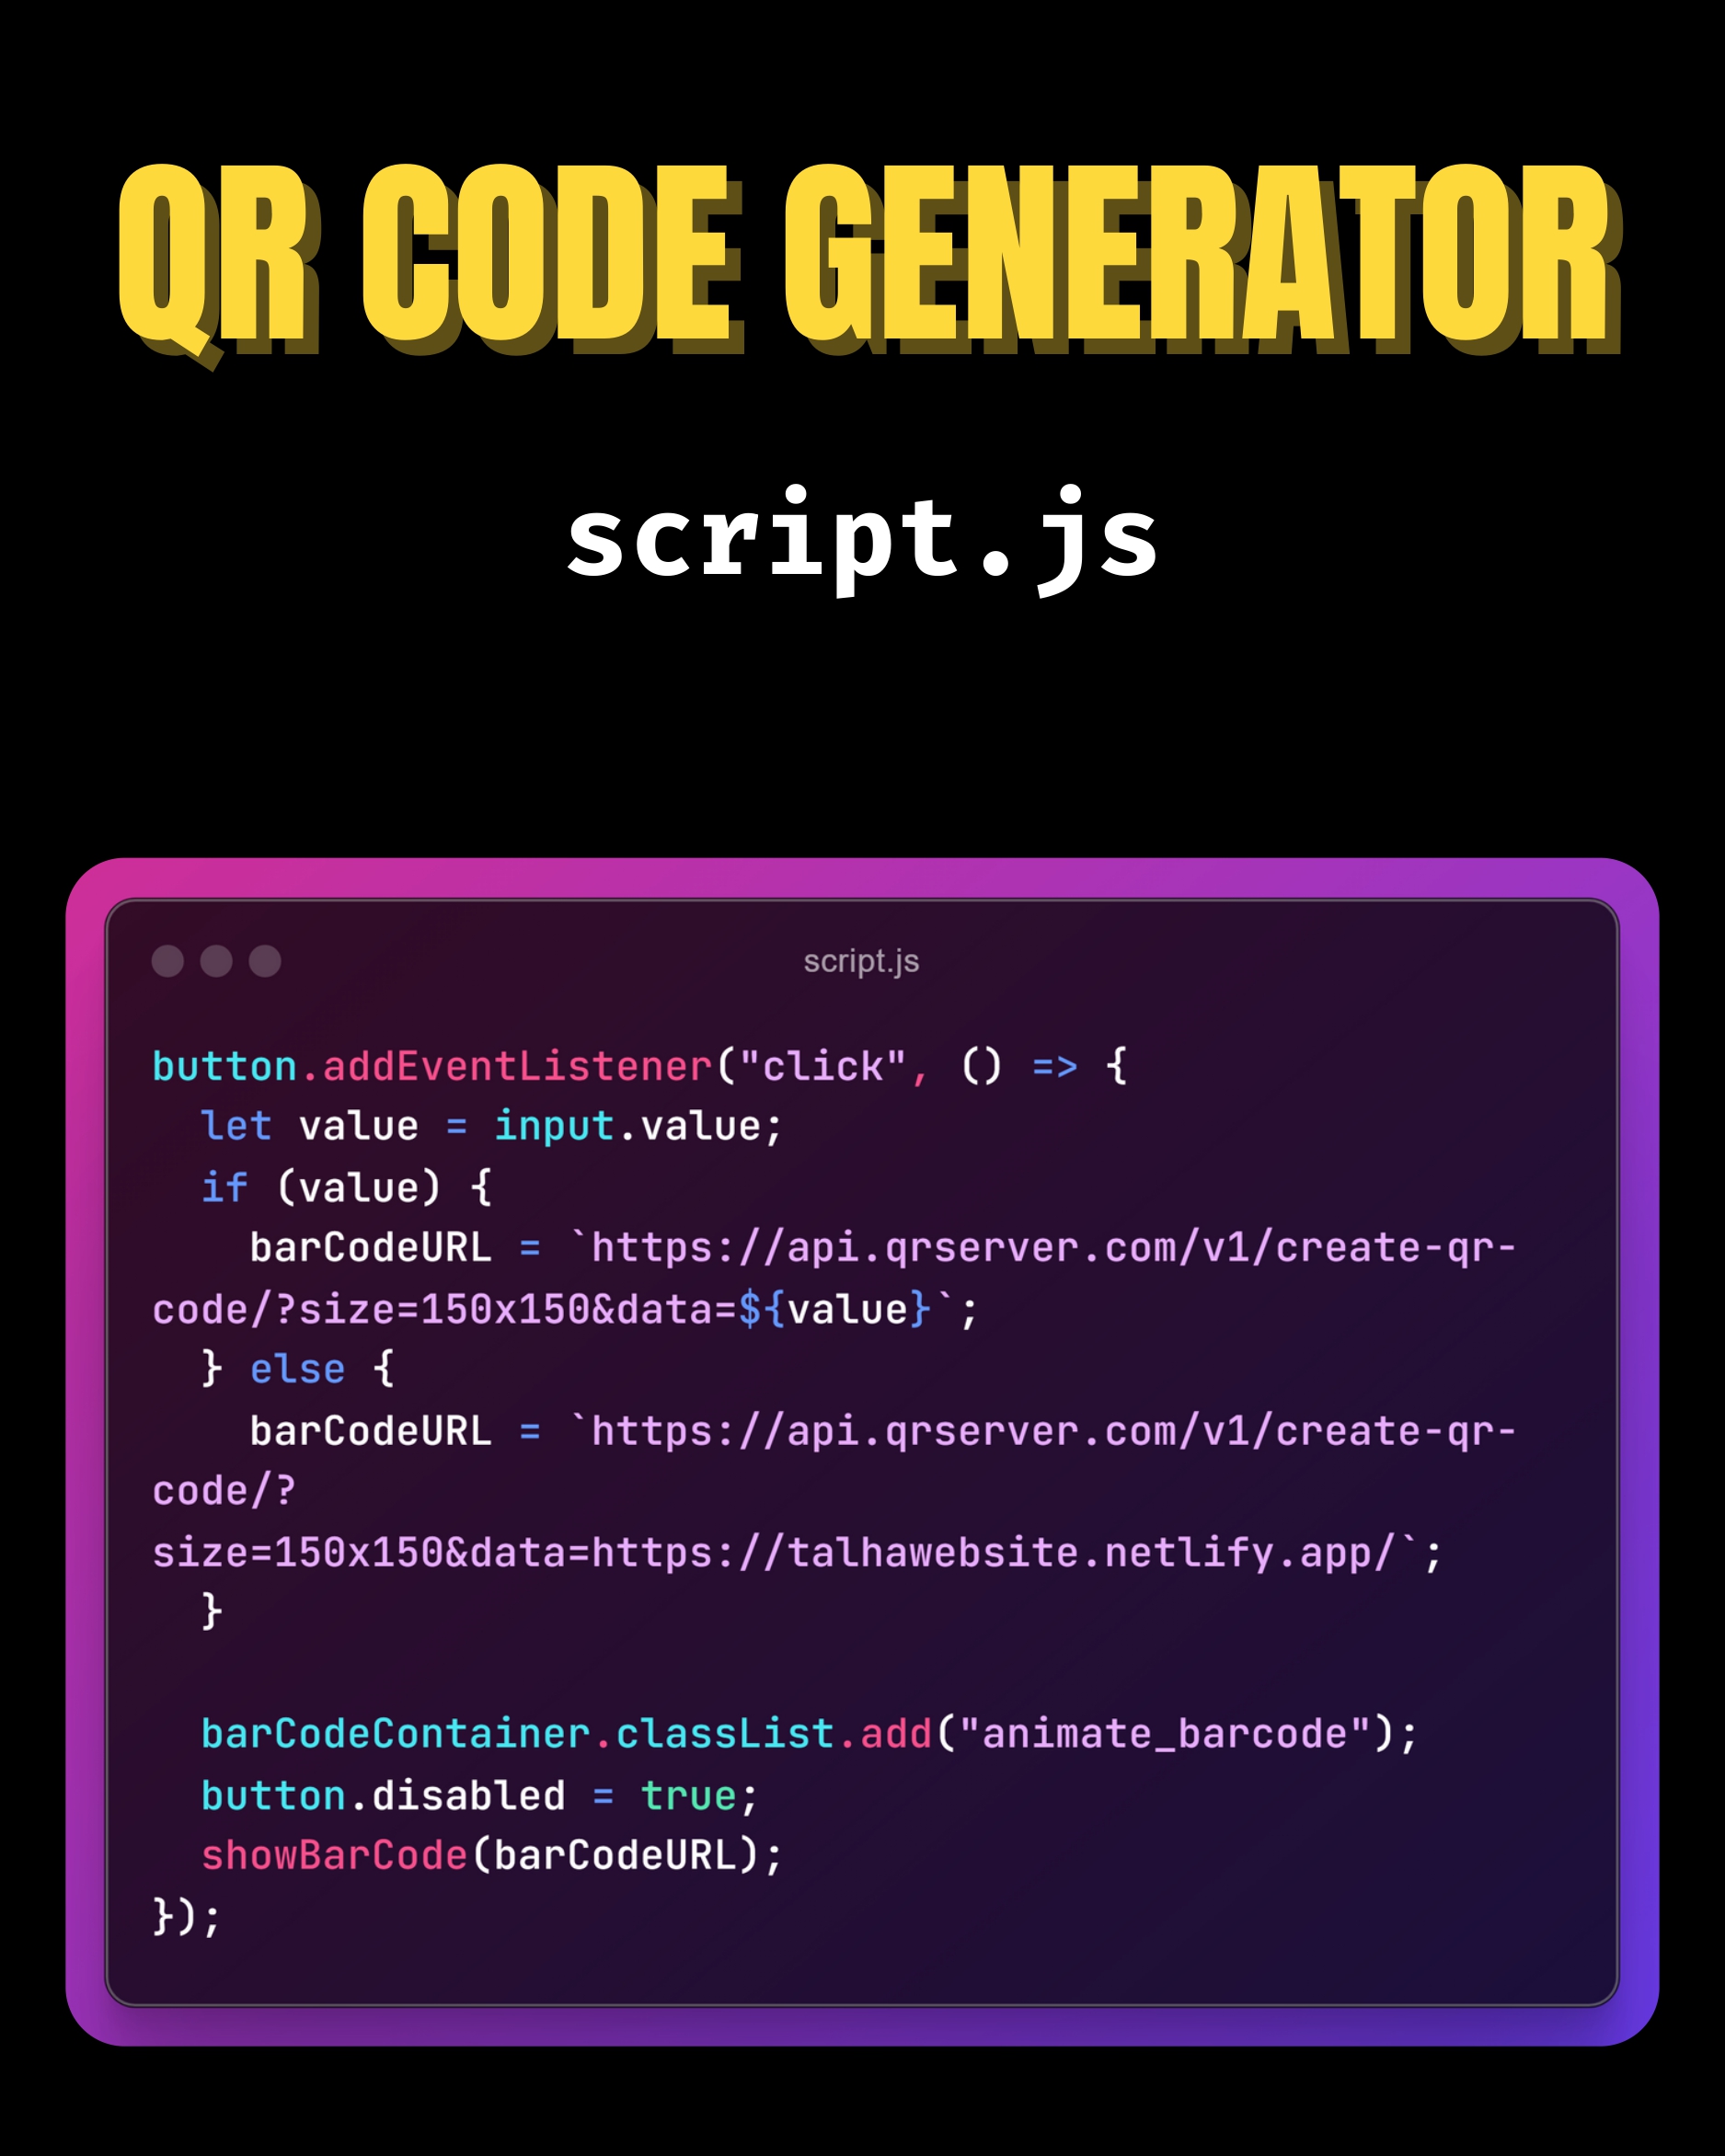 QR CODE GENERATOR
script.js
script.js
button.addEventListener("click", () => {
  let value = input.value;
  if (value) {
    barCodeURL = `https://api.qrserver.com/v1/create-qr-
code/?size=150x150&data=${value}`;
  } else {
    barCodeURL = `https://api.qrserver.com/v1/create-qr-
code/?
size=150x150&data=https://talhawebsite.netlify.app/`;
  }

  barCodeContainer.classList.add("animate_barcode");
  button.disabled = true;
  showBarCode(barCodeURL);
});